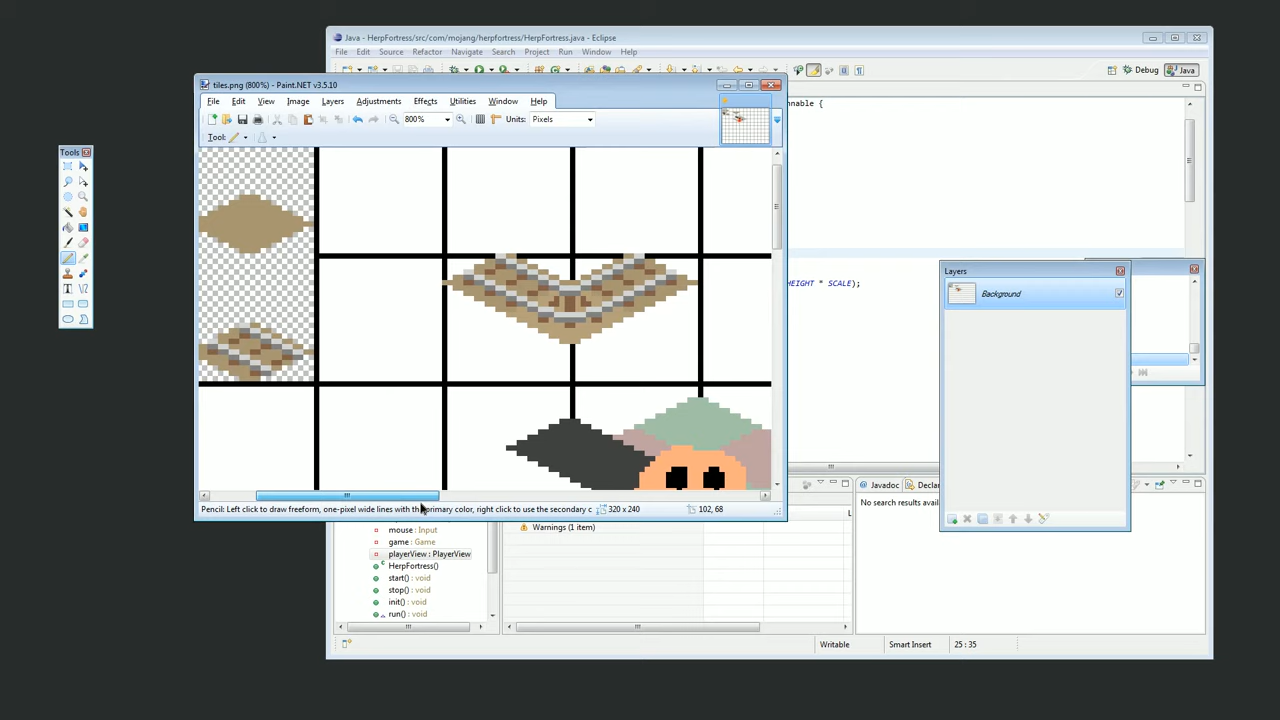 Java - HerpFortress/src/com/mojang/herpfortress/HerpFortress.java - Eclipse
File Edit Source Refactor Navigate Search Project Run Window Help
Debug Java
tiles.png (800%) - Paint.NET v3.5.10
File Edit View Image Layers Adjustments Effects Utilities Window Help
800% Units: Pixels
Tool:
Tools
nnable {
HEIGHT * SCALE);
Layers
Background
Pencil: Left click to draw freeform, one-pixel wide lines with the primary color, right click to use the secondary c 320 x 240 102, 68
Javadoc Declar
No search results avail
mouse : Input
game : Game
playerView : PlayerView
HerpFortress()
start() : void
stop() : void
init() : void
run() : void
Warnings (1 item)
Writable Smart Insert 25 : 35